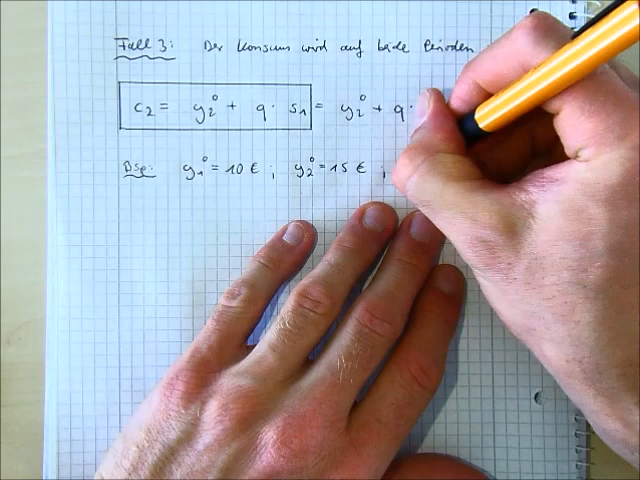 Fall 3: Der Konsum wird auf beide Perioden
c₂ = y₂⁰ + q · s₁ = y₂⁰ + q ·
Bsp: y₁⁰ = 10 € ; y₂⁰ = 15 € ;